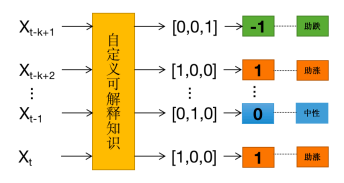 X_{t-k+1} [0,0,1] -1 助跌
X_{t-k+2} [1,0,0] 1 助涨
X_{t-1} [0,1,0] 0 中性
X_t [1,0,0] 1 助涨
自定义可解释知识